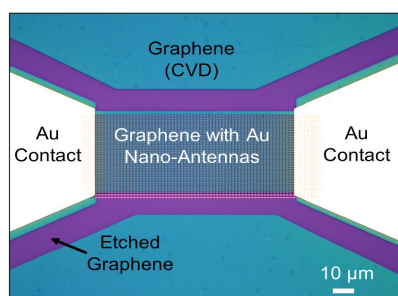 Graphene
(CVD)
Au
Contact
Graphene with Au
Nano-Antennas
Au
Contact
Etched
Graphene
10 μm